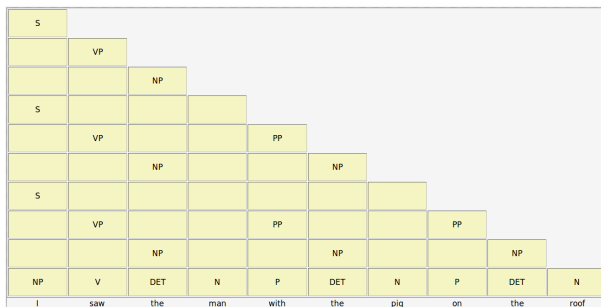 S
VP
NP
S
VP PP
NP NP
S
VP PP PP
NP NP NP
NP V DET N P DET N P DET N
I saw the man with the pig on the roof